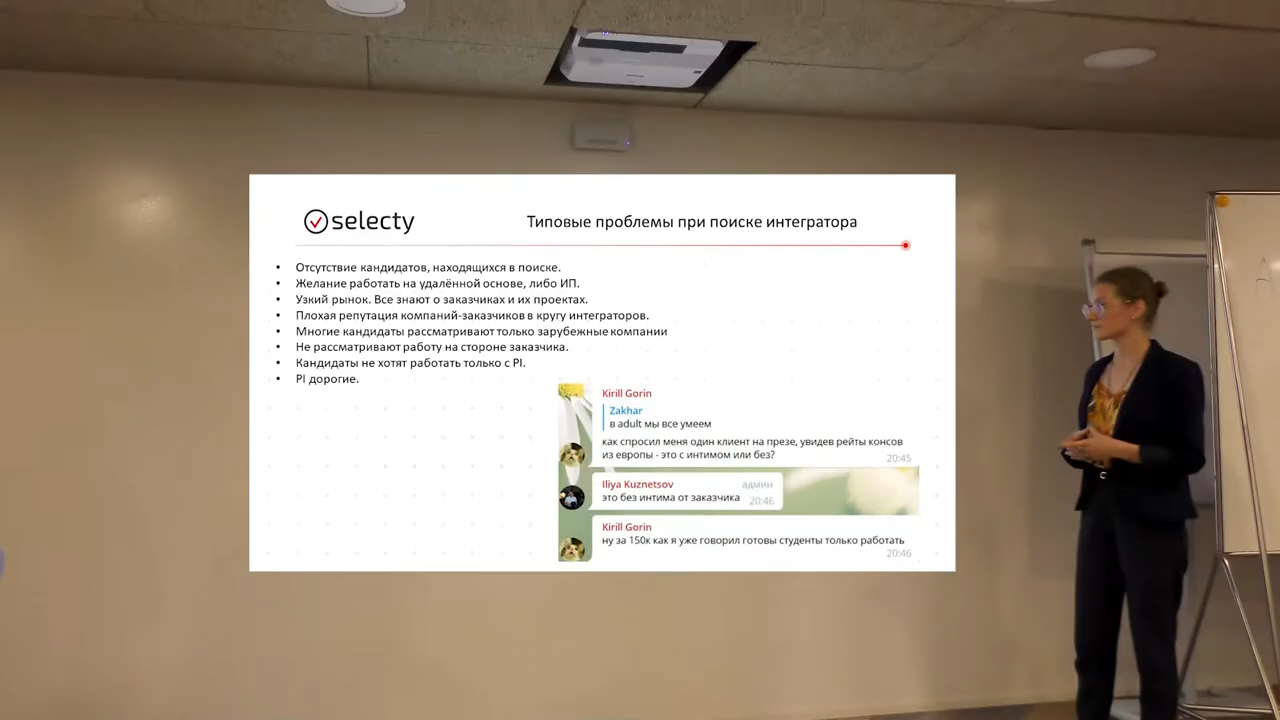 selecty
Типовые проблемы при поиске интегратора
• Отсутствие кандидатов, находящихся в поиске.
• Желание работать на удалённой основе, либо ИП.
• Узкий рынок. Все знают о заказчиках и их проектах.
• Плохая репутация компаний-заказчиков в кругу интеграторов.
• Многие кандидаты рассматривают только зарубежные компании
• Не рассматривают работу на стороне заказчика.
• Кандидаты не хотят работать только с PI.
• PI дорогие.
Kirill Gorin
Zakhar
в adult мы все умеем
как спросил меня один клиент на презе, увидев рейты консов
из европы - это с интимом или без?
20:45
Iliya Kuznetsov админ
это без интима от заказчика 20:46
Kirill Gorin
ну за 150к как я уже говорил готовы студенты только работать
20:46